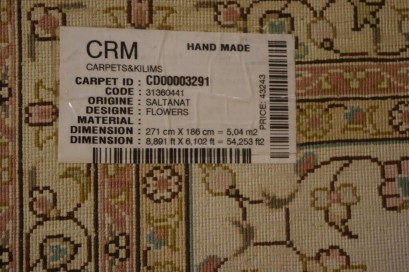 CRM HAND MADE
CARPETS&KILIMS
CARPET ID : CD00003291
CODE : 31360441
ORIGINE : SALTANAT
DESIGNE : FLOWERS
MATERIAL :
DIMENSION : 271 cm X 186 cm = 5,04 m2
DIMENSION : 8,891 ft X 6,102 ft = 54,253 ft2
PRICE: 43243